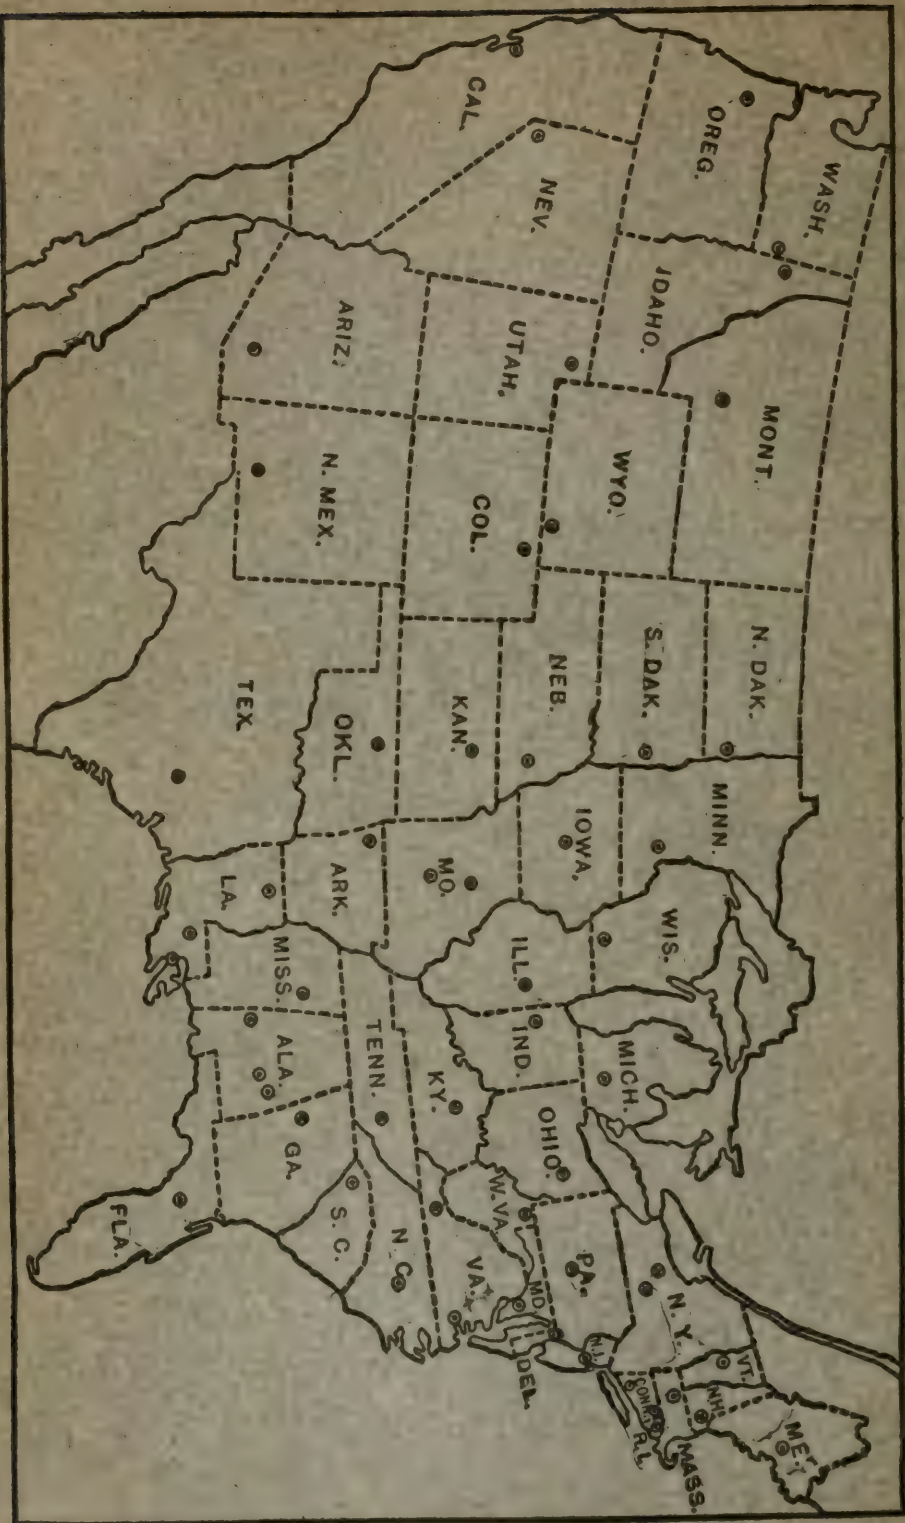 WASH.
OREG.
CAL.
NEV.
IDAHO.
MONT.
WYO.
UTAH.
COL.
ARIZ.
N. MEX.
N. DAK.
S. DAK.
NEB.
KAN.
OKL.
TEX.
MINN.
IOWA.
MO.
ARK.
LA.
WIS.
ILL.
MICH.
IND.
OHIO.
KY.
TENN.
MISS.
ALA.
GA.
FLA.
S. C.
N. C.
VA.
W. VA.
MD.
DEL.
PA.
N. J.
N. Y.
CONN.
R. I.
MASS.
VT.
N. H.
ME.